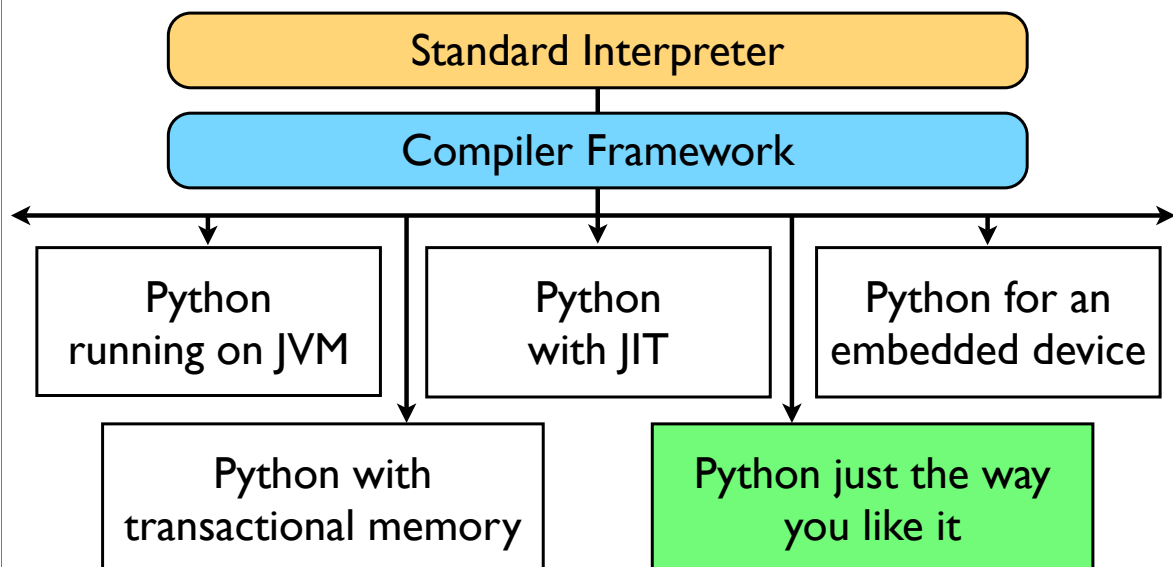 Standard Interpreter
Compiler Framework
Python
running on JVM
Python
with JIT
Python for an
embedded device
Python with
transactional memory
Python just the way
you like it